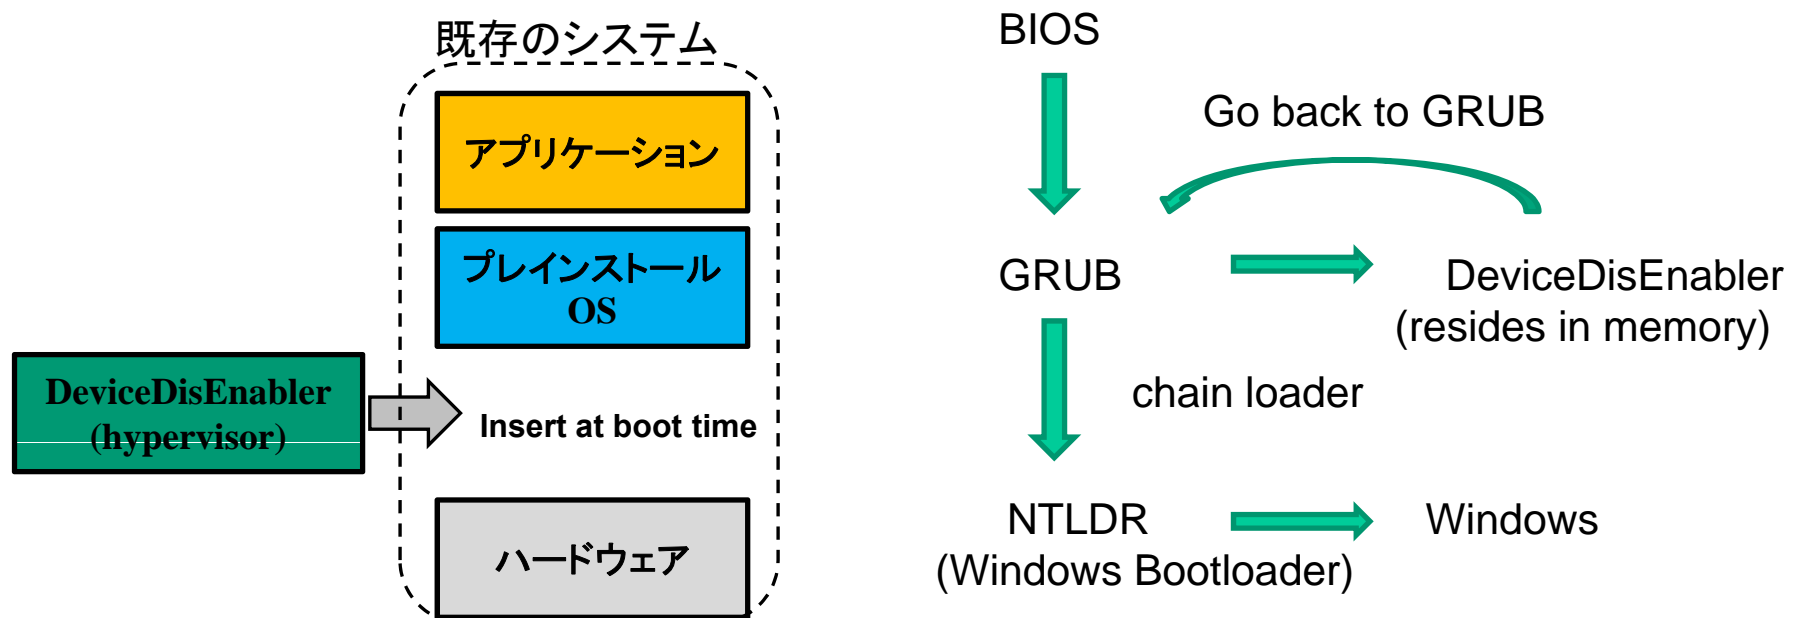 既存のシステム
アプリケーション
プレインストール
OS
DeviceDisEnabler
(hypervisor)
Insert at boot time
ハードウェア
BIOS
Go back to GRUB
GRUB
DeviceDisEnabler
(resides in memory)
chain loader
NTLDR
(Windows Bootloader)
Windows